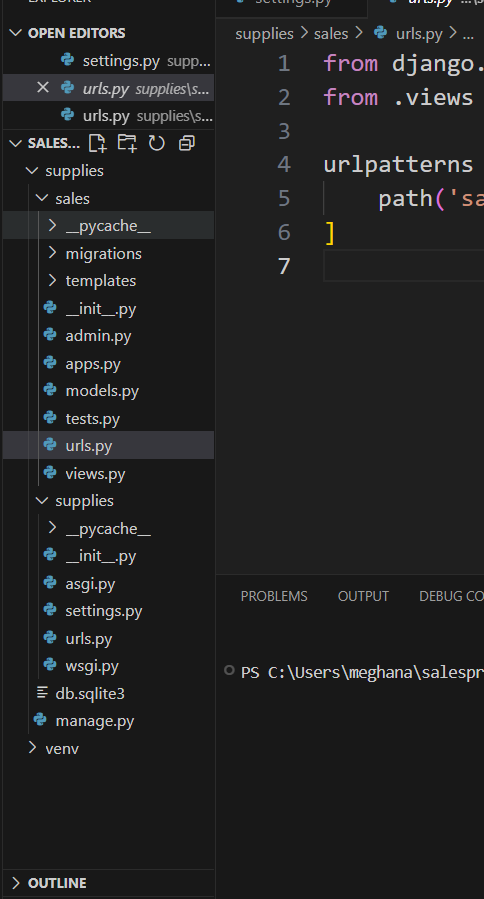 EXPLORER
OPEN EDITORS
settings.py supp...
urls.py supplies\s...
urls.py supplies\s...
SALES...
supplies
sales
__pycache__
migrations
templates
__init__.py
admin.py
apps.py
models.py
tests.py
urls.py
views.py
supplies
__pycache__
__init__.py
asgi.py
settings.py
urls.py
wsgi.py
db.sqlite3
manage.py
venv
OUTLINE
settings.py
urls.py ...\s
supplies > sales > urls.py > ...
1 from django.
2 from .views
3
4 urlpatterns
5 path('sa
6 ]
7
PROBLEMS OUTPUT DEBUG CO
PS C:\Users\meghana\salespr